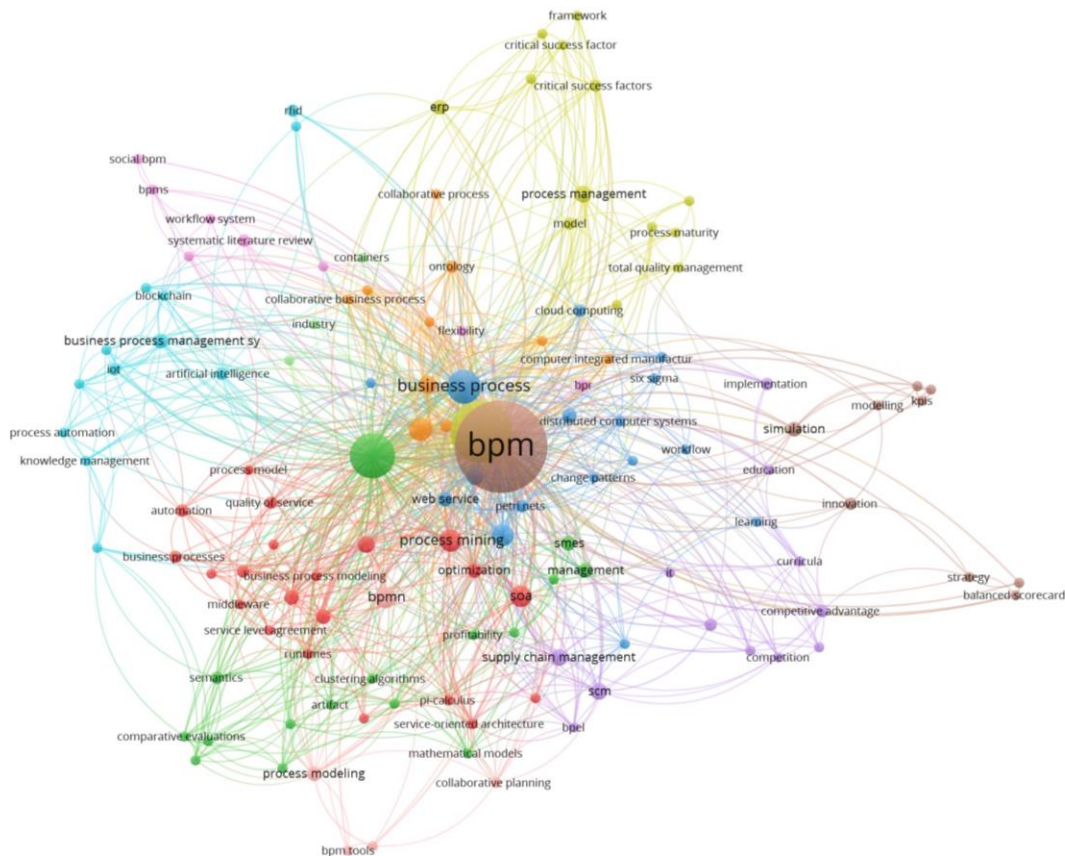 framework
critical success factor
critical success factors
erp
rfid
social bpm
bpms
collaborative process
process management
workflow system
model
process maturity
systematic literature review
containers
ontology
total quality management
blockchain
collaborative business process
cloud computing
industry
flexibility
business process management sy
computer integrated manufactur
iot
artificial intelligence
six sigma
business process
bpr
implementation
kpis
modelling
distributed computer systems
simulation
process automation
bpm
workflow
knowledge management
process model
education
change patterns
web service
quality of service
petri nets
innovation
automation
learning
process mining
smes
business processes
curricula
optimization
management
it
business process modeling
strategy
bpmn
soa
balanced scorecard
middleware
competitive advantage
service level agreement
profitability
runtimes
supply chain management
competition
semantics
clustering algorithms
scm
artifact
pi-calculus
service-oriented architecture
bpel
comparative evaluations
mathematical models
process modeling
collaborative planning
bpm tools